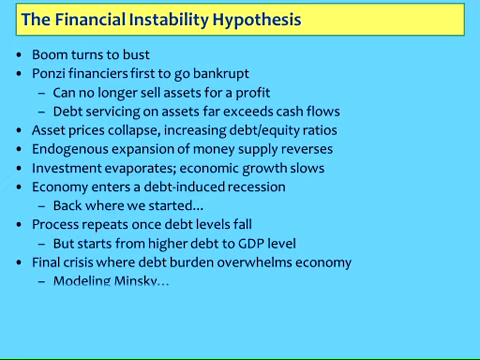 The Financial Instability Hypothesis
• Boom turns to bust
• Ponzi financiers first to go bankrupt
– Can no longer sell assets for a profit
– Debt servicing on assets far exceeds cash flows
• Asset prices collapse, increasing debt/equity ratios
• Endogenous expansion of money supply reverses
• Investment evaporates; economic growth slows
• Economy enters a debt-induced recession
– Back where we started...
• Process repeats once debt levels fall
– But starts from higher debt to GDP level
• Final crisis where debt burden overwhelms economy
– Modeling Minsky...